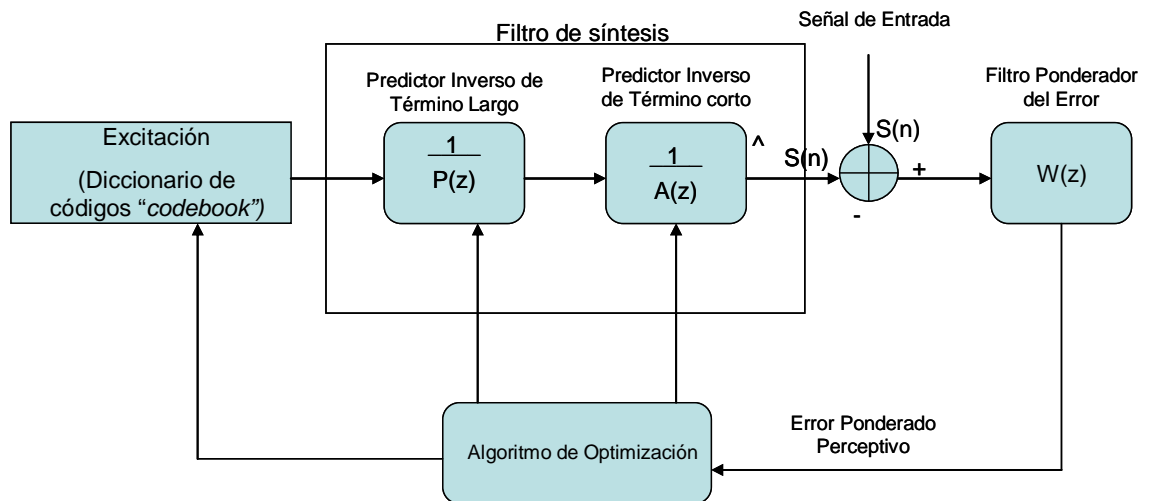 Filtro de síntesis
Señal de Entrada
Predictor Inverso de
Término Largo
Predictor Inverso
de Término corto
Filtro Ponderador
del Error
Excitación
(Diccionario de
códigos “codebook”)
1
P(z)
1
A(z)
^
S(n)
S(n)
+
-
W(z)
Algoritmo de Optimización
Error Ponderado
Perceptivo